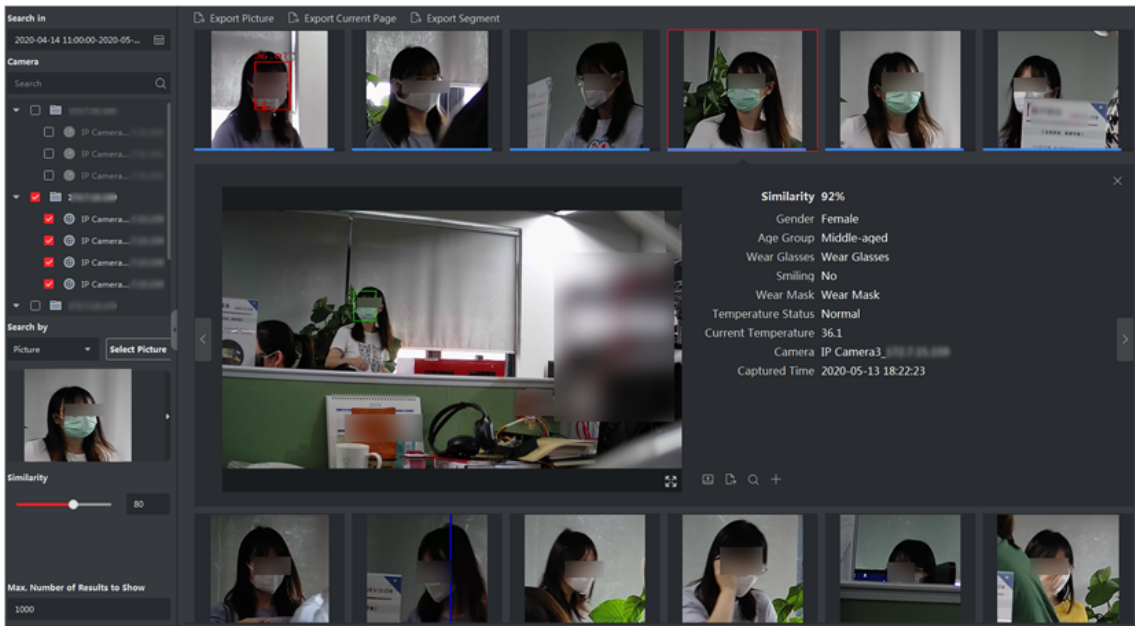 Search in
2020-04-14 11:00:00-2020-05-...
Camera
Search
IP Camera...
IP Camera...
IP Camera...
IP Camera...
IP Camera...
IP Camera...
IP Camera...
Search by
Picture
Select Picture
Similarity
80
Max. Number of Results to Show
1000
Export Picture Export Current Page Export Segment
Similarity 92%
Gender Female
Age Group Middle-aged
Wear Glasses Wear Glasses
Smiling No
Wear Mask Wear Mask
Temperature Status Normal
Current Temperature 36.1
Camera IP Camera3_
Captured Time 2020-05-13 18:22:23